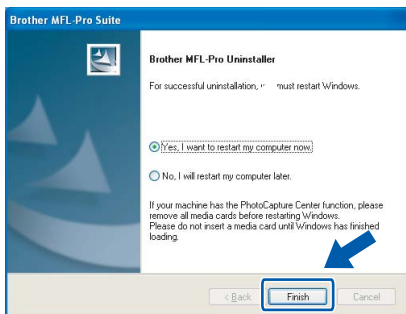 Brother MFL-Pro Suite
Brother MFL-Pro Uninstaller
For successful uninstallation, must restart Windows.
Yes, I want to restart my computer now.
No, I will restart my computer later.
If your machine has the PhotoCapture Center function, please
remove all media cards before restarting Windows.
Please do not insert a media card until Windows has finished
loading.
< Back
Finish
Cancel